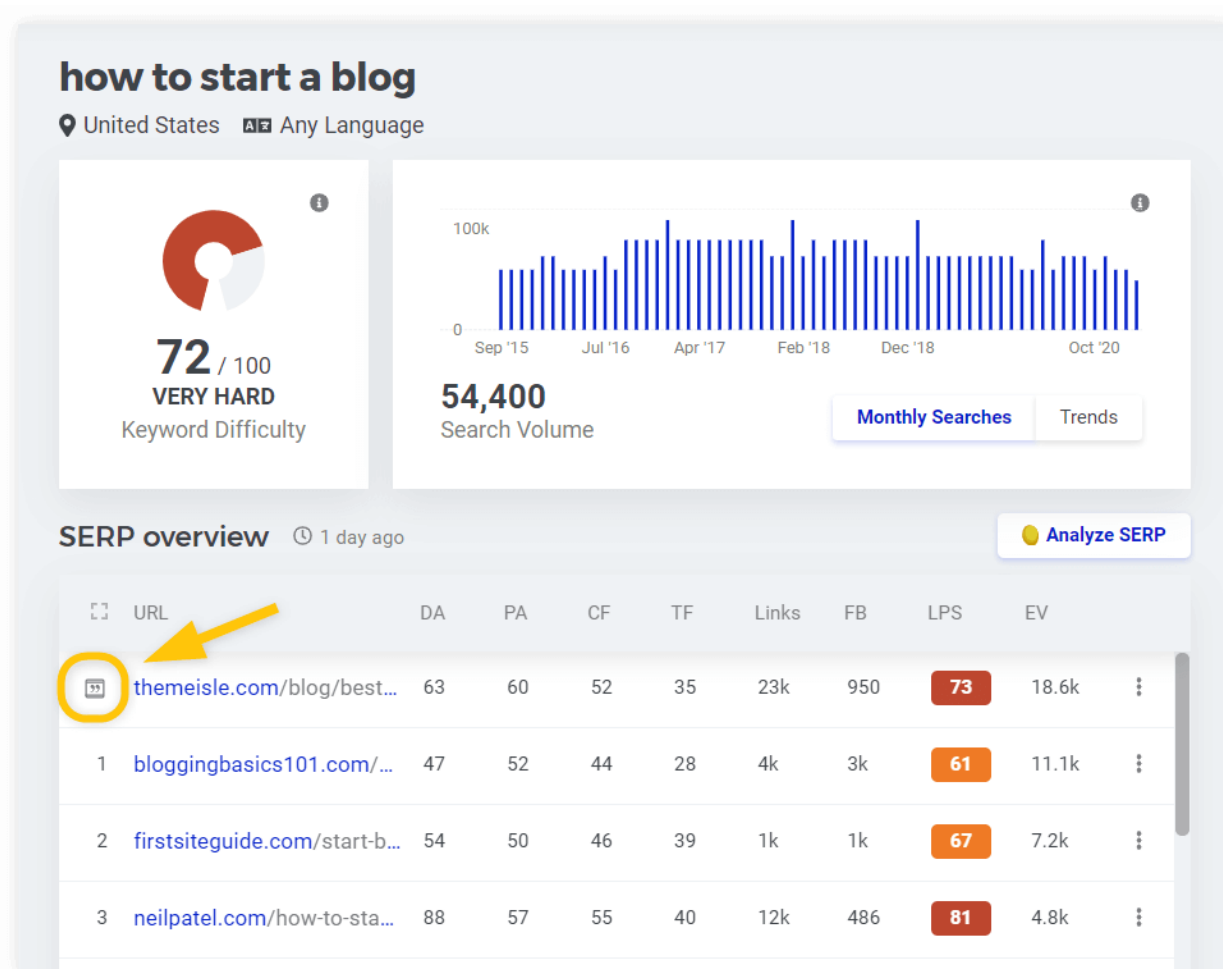 how to start a blog
United States Any Language
72 / 100
VERY HARD
Keyword Difficulty
100k
0
Sep '15 Jul '16 Apr '17 Feb '18 Dec '18 Oct '20
54,400
Search Volume
Monthly Searches Trends
SERP overview 1 day ago
Analyze SERP
URL DA PA CF TF Links FB LPS EV
themeisle.com/blog/best... 63 60 52 35 23k 950 73 18.6k
1 bloggingbasics101.com/... 47 52 44 28 4k 3k 61 11.1k
2 firstsiteguide.com/start-b... 54 50 46 39 1k 1k 67 7.2k
3 neilpatel.com/how-to-sta... 88 57 55 40 12k 486 81 4.8k